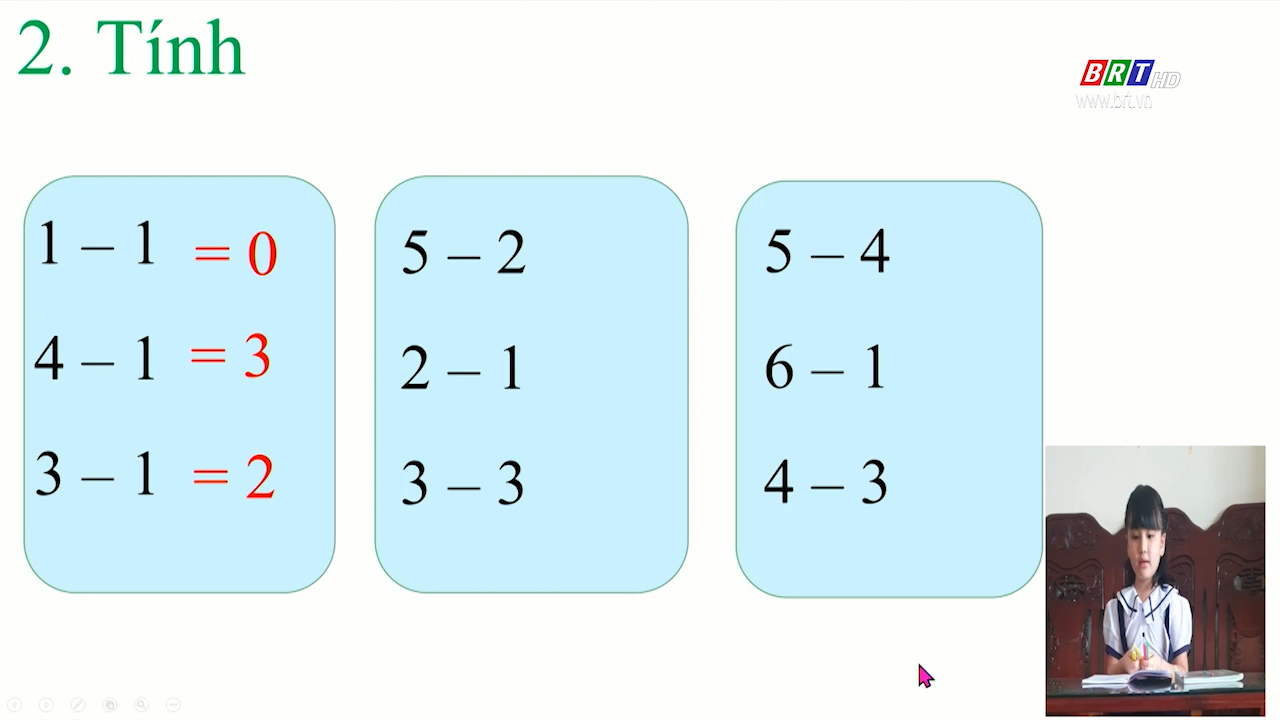 2. Tính
BRT HD
www.brt.vn
1 – 1 = 0
4 – 1 = 3
3 – 1 = 2
5 – 2
2 – 1
3 – 3
5 – 4
6 – 1
4 – 3